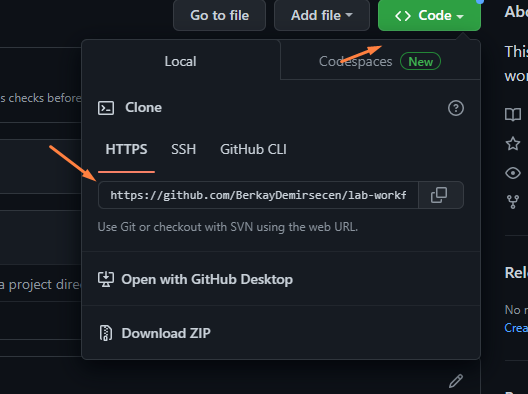 Go to file
Add file
<> Code
Abo
Local
Codespaces
New
This
wor
s checks before
Clone
HTTPS
SSH
GitHub CLI
https://github.com/BerkayDemirsecen/lab-workf
Use Git or checkout with SVN using the web URL.
Rele
Open with GitHub Desktop
a project direc
No r
Crea
Download ZIP